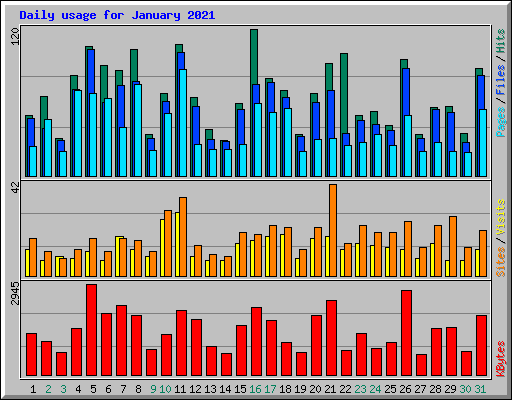 Daily usage for January 2021
120
Pages / Files / Hits
42
Sites / Visits
2945
KBytes
1 2 3 4 5 6 7 8 9 10 11 12 13 14 15 16 17 18 19 20 21 22 23 24 25 26 27 28 29 30 31